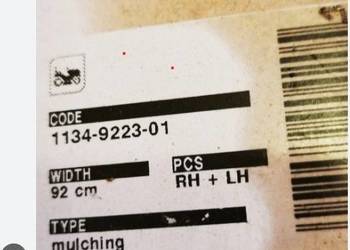 CODE
1134-9223-01
WIDTH
92 cm
PCS
RH + LH
TYPE
mulching